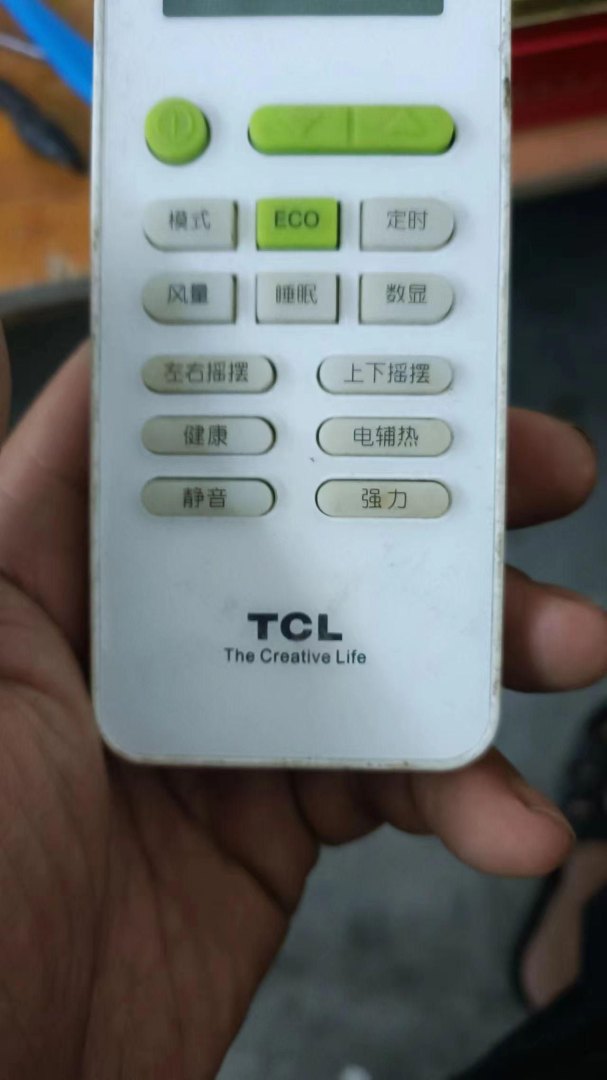 模式 ECO 定时
风量 睡眠 数显
左右摇摆 上下摇摆
健康 电辅热
静音 强力
TCL
The Creative Life